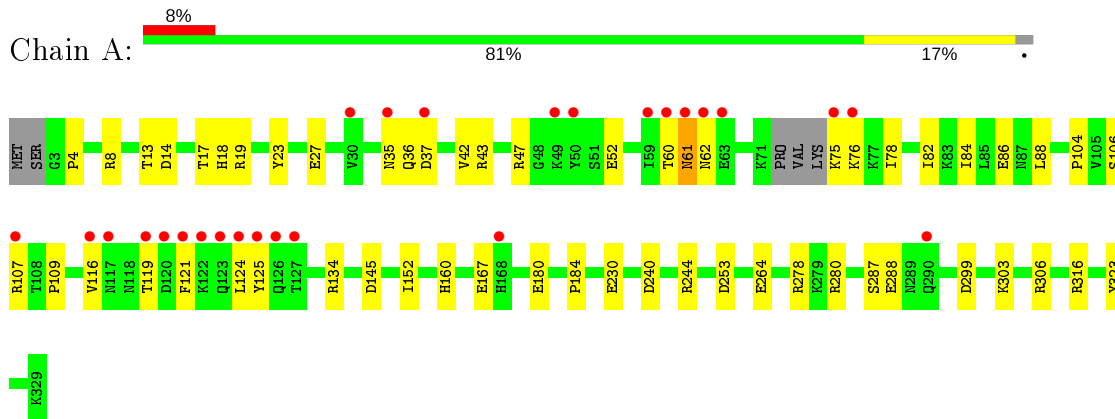 8%
Chain A:
81% 17% •
MET SER G3 P4 R8 T13 D14 T17 H18 R19 Y23 E27 V30 N35 Q36 D37 V42 R43 R47 G48 K49 Y50 S51 E52 I59 T60 N61 N62 E63 K71 PRO VAL LYS K75 K76 K77 I78 I82 K83 I84 L85 E86 N87 L88 P104 V105 S106
R107 T108 P109 V116 N117 N118 T119 D120 F121 K122 Q123 L124 Y125 Q126 T127 R134 D145 I152 H160 E167 H168 E180 P184 E230 D240 R244 D253 E264 R278 K279 R280 S287 E288 N289 Q290 D299 K303 R306 R316 Y323
K329